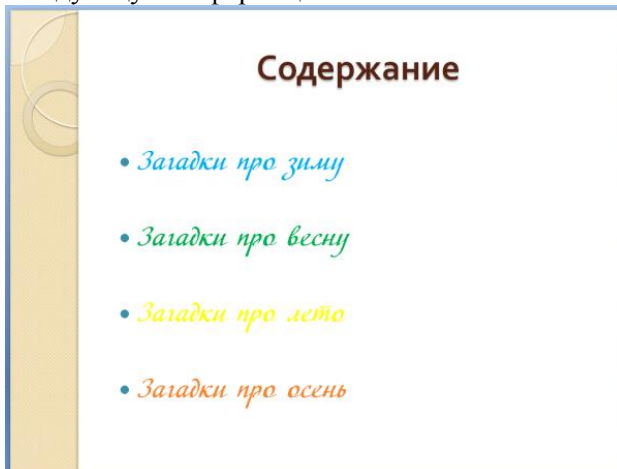 Содержание
Загадки про зиму
Загадки про весну
Загадки про лето
Загадки про осень